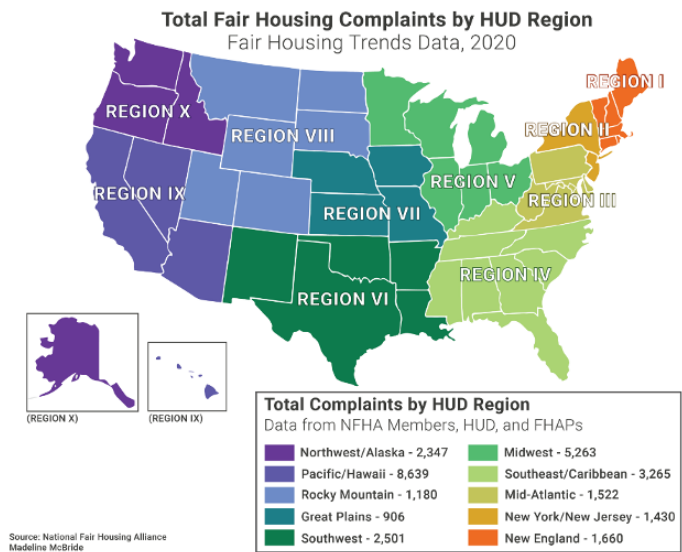 Total Fair Housing Complaints by HUD Region
Fair Housing Trends Data, 2020
REGION I
REGION X
REGION II
REGION VIII
REGION V
REGION IX
REGION III
REGION VII
REGION IV
REGION VI
(REGION X)
(REGION IX)
Total Complaints by HUD Region
Data from NFHA Members, HUD, and FHAPs
Northwest/Alaska - 2,347
Pacific/Hawaii - 8,639
Rocky Mountain - 1,180
Great Plains - 906
Southwest - 2,501
Midwest - 5,263
Southeast/Caribbean - 3,265
Mid-Atlantic - 1,522
New York/New Jersey - 1,430
New England - 1,660
Source: National Fair Housing Alliance
Madeline McBride